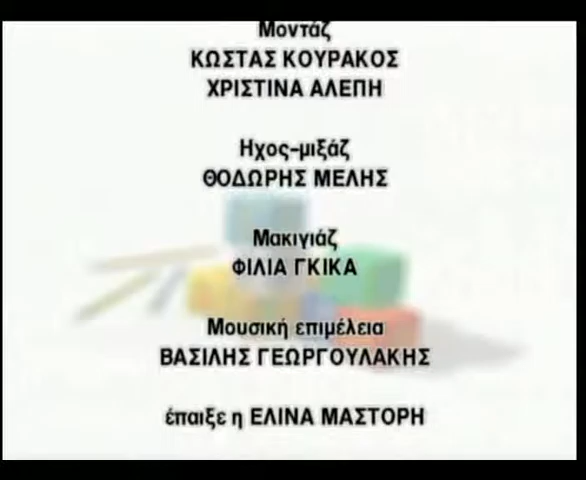 Μοντάζ
ΚΩΣΤΑΣ ΚΟΥΡΑΚΟΣ
ΧΡΙΣΤΙΝΑ ΑΛΕΠΗ
Ηχος-μιξάζ
ΘΟΔΩΡΗΣ ΜΕΛΗΣ
Μακιγιάζ
ΦΙΛΙΑ ΓΚΙΚΑ
Μουσική επιμέλεια
ΒΑΣΙΛΗΣ ΓΕΩΡΓΟΥΛΑΚΗΣ
έπαιξε η ΕΛΙΝΑ ΜΑΣΤΟΡΗ